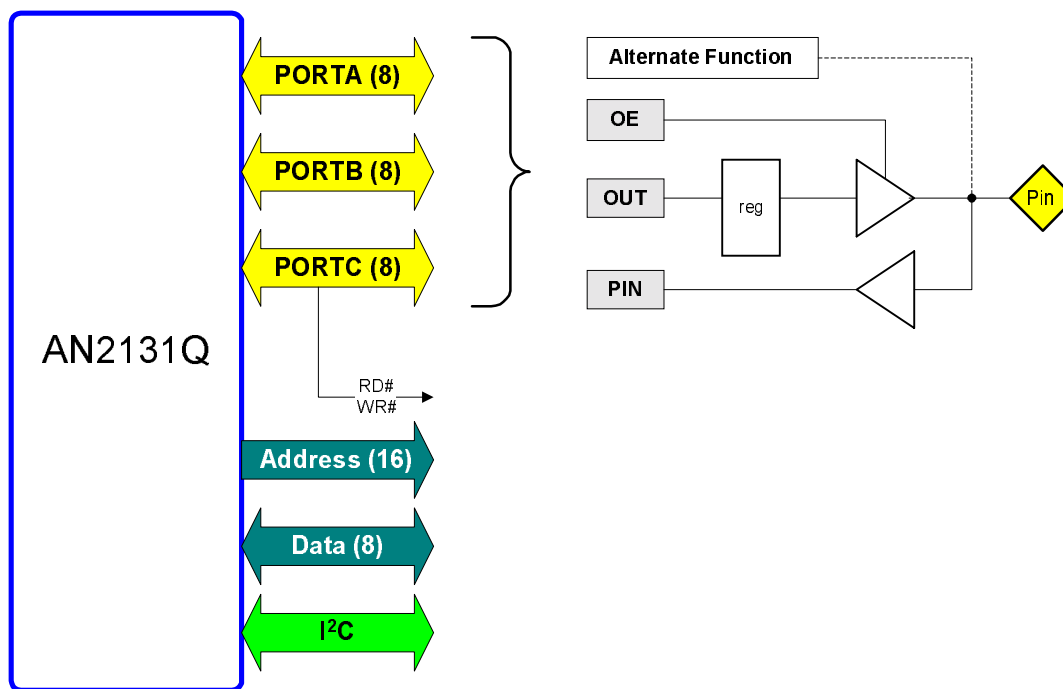 AN2131Q
PORTA (8)
PORTB (8)
PORTC (8)
RD#
WR#
Address (16)
Data (8)
I²C
Alternate Function
OE
OUT
reg
Pin
PIN